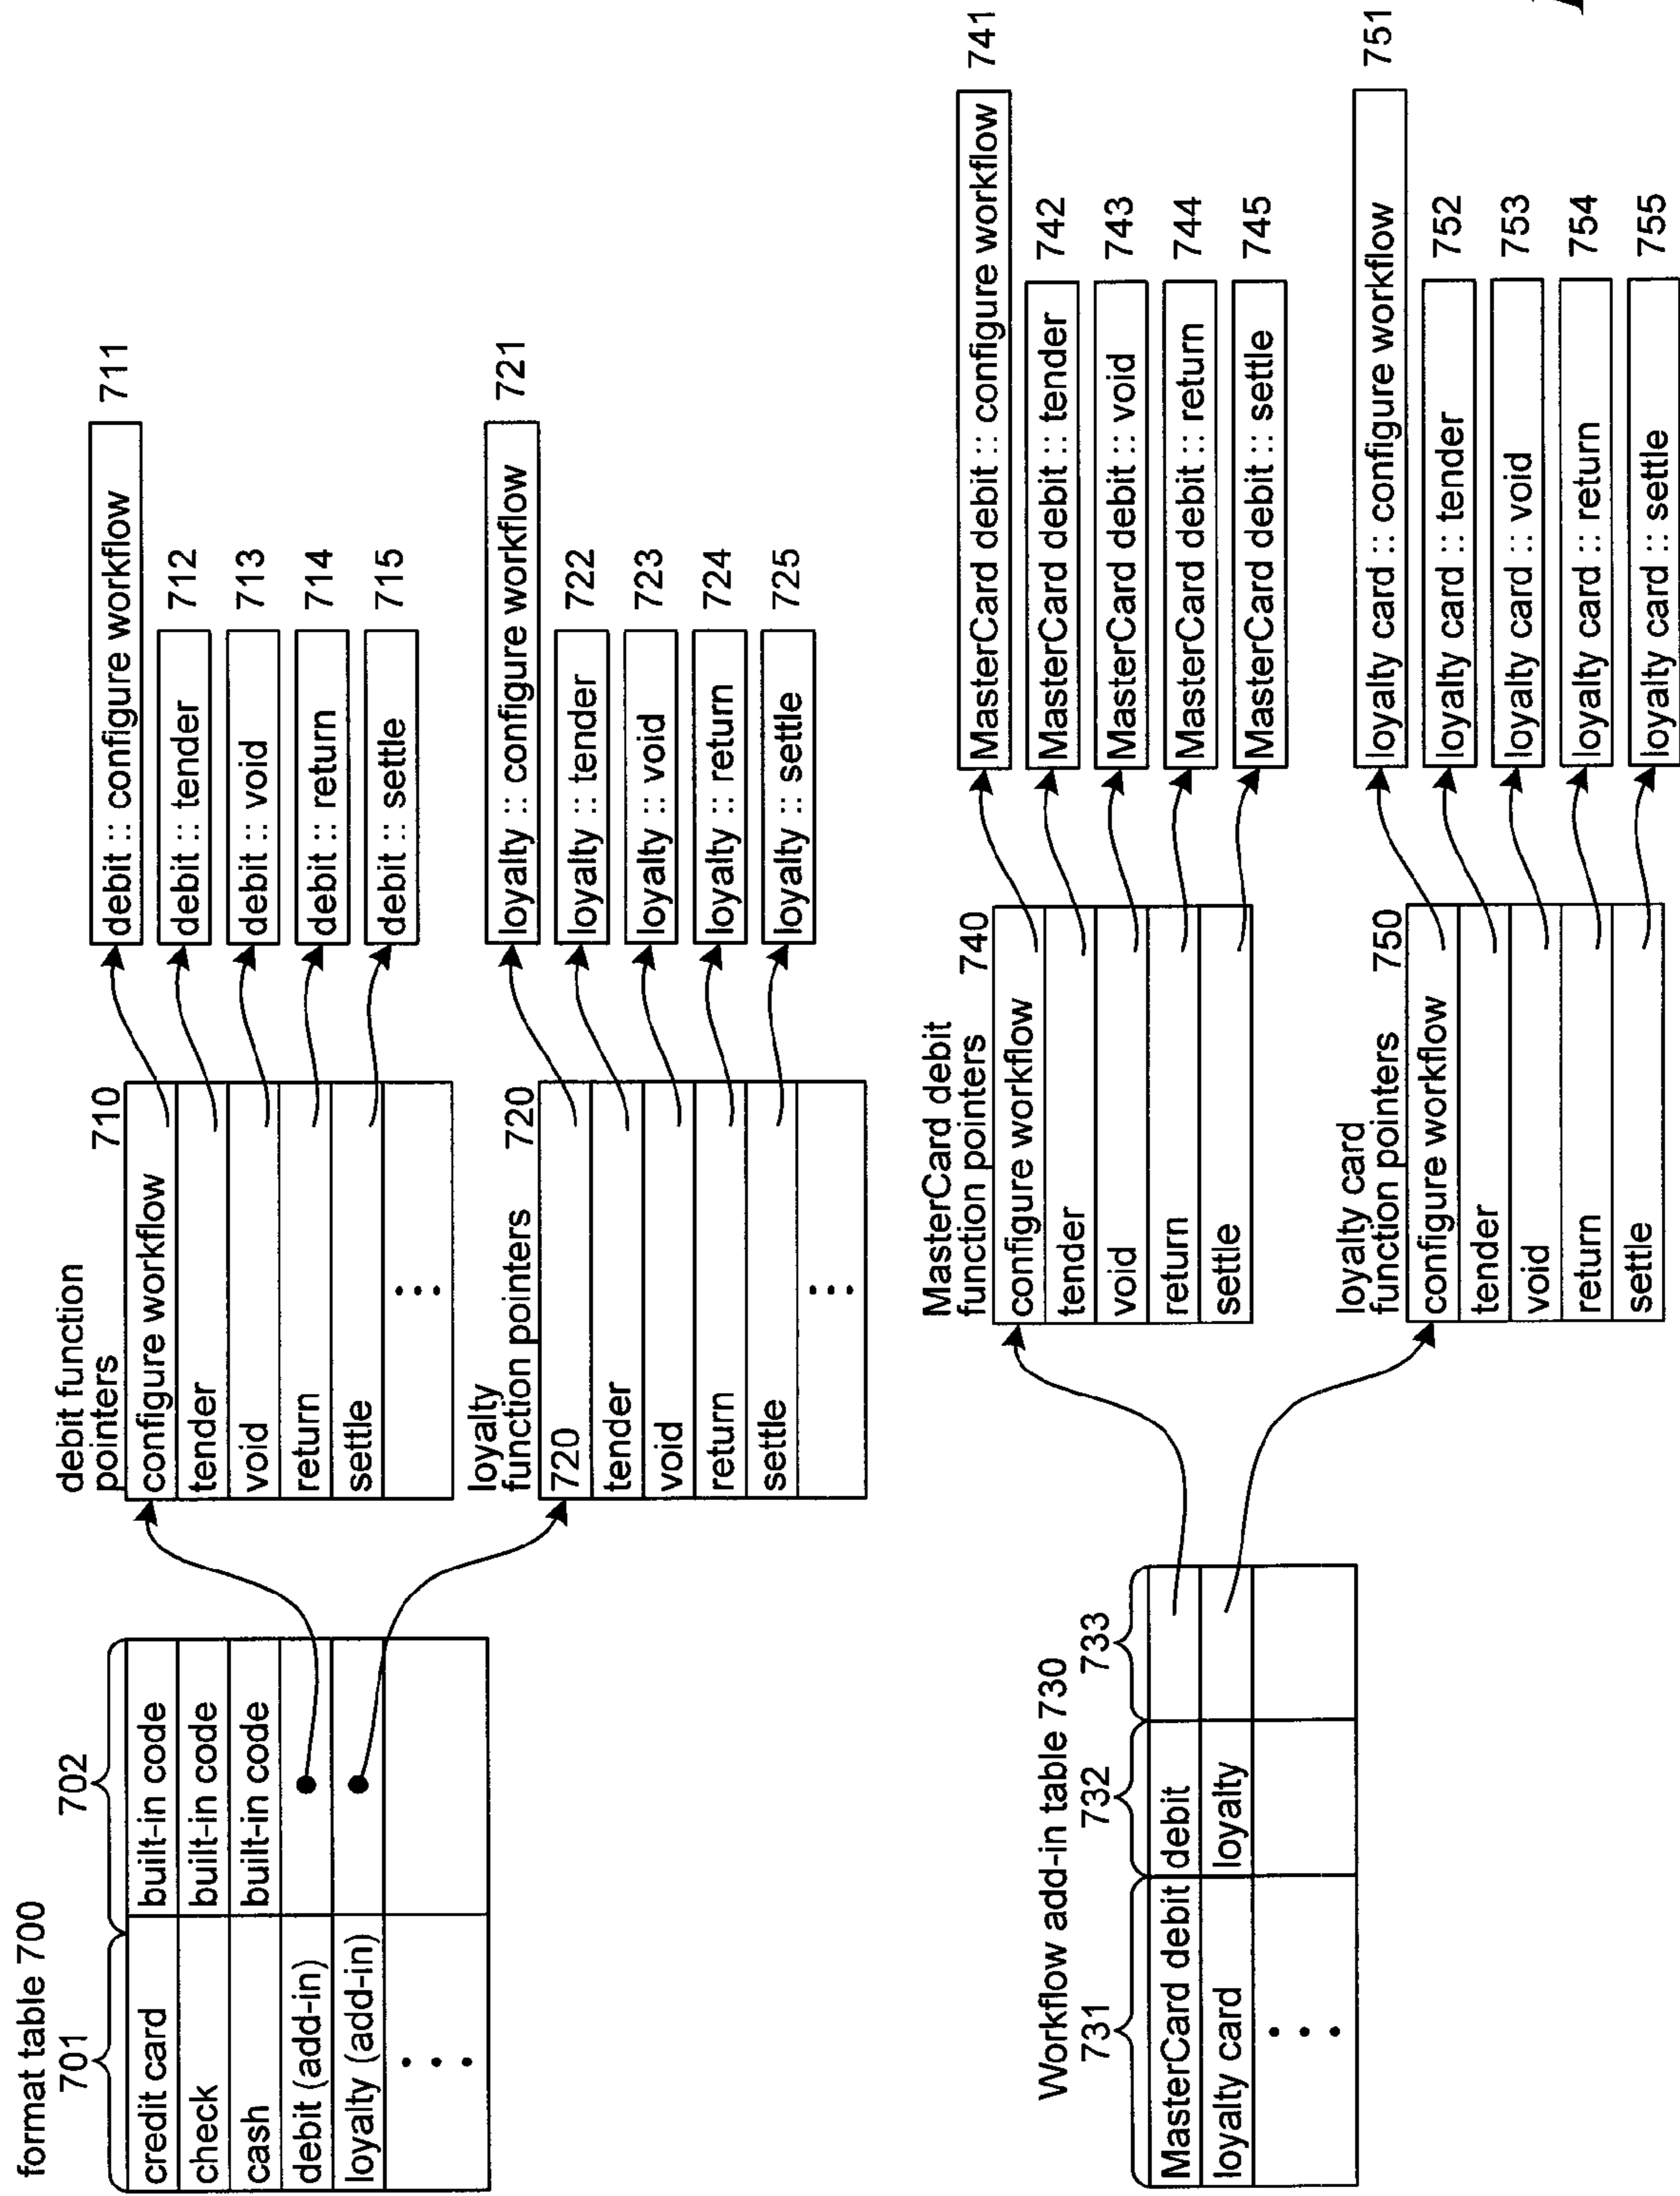 format table 700
701
702
credit card
built-in code
check
built-in code
cash
built-in code
debit (add-in)
loyalty (add-in)
debit function
pointers
710
configure workflow
tender
void
return
settle
debit :: configure workflow
711
debit :: tender
712
debit :: void
713
debit :: return
714
debit :: settle
715
loyalty
function pointers
720
720
tender
void
return
settle
loyalty :: configure workflow
721
loyalty :: tender
722
loyalty :: void
723
loyalty :: return
724
loyalty :: settle
725
Workflow add-in table 730
731
732
733
MasterCard debit
debit
loyalty card
loyalty
MasterCard debit
function pointers
740
configure workflow
tender
void
return
settle
MasterCard debit :: configure workflow
741
MasterCard debit :: tender
742
MasterCard debit :: void
743
MasterCard debit :: return
744
MasterCard debit :: settle
745
loyalty card
function pointers
750
configure workflow
tender
void
return
settle
loyalty card :: configure workflow
751
loyalty card :: tender
752
loyalty card :: void
753
loyalty card :: return
754
loyalty card :: settle
755